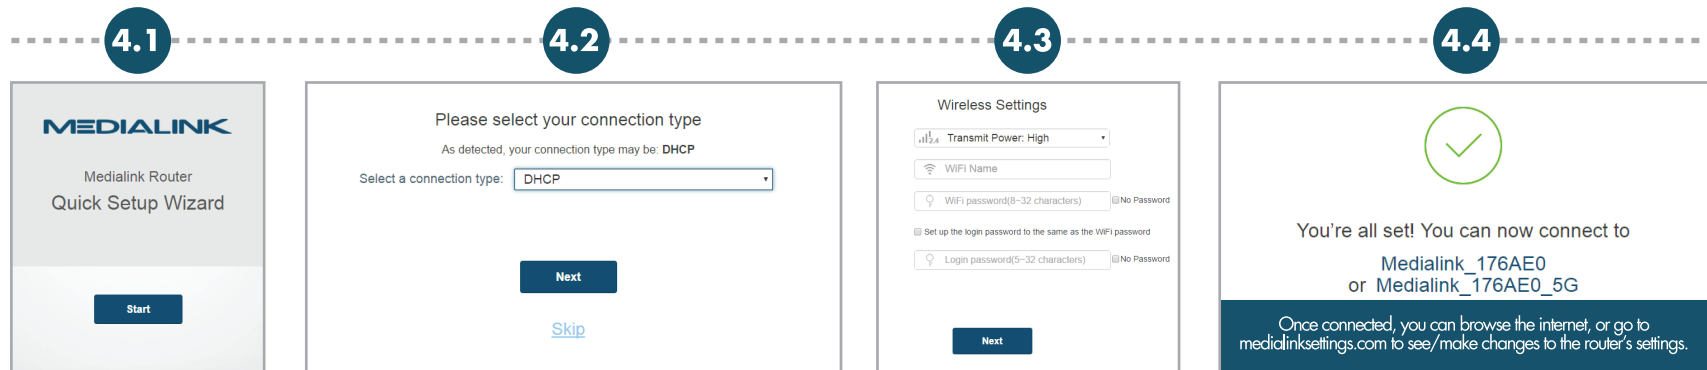 4.1
MEDIALINK
Medialink Router
Quick Setup Wizard
Start
4.2
Please select your connection type
As detected, your connection type may be: DHCP
Select a connection type: DHCP
Next
Skip
4.3
Wireless Settings
2.4 Transmit Power: High
WiFi Name
WiFi password(8~32 characters) No Password
Set up the login password to the same as the WiFi password
Login password(5~32 characters) No Password
Next
4.4
You're all set! You can now connect to
Medialink_176AE0
or Medialink_176AE0_5G
Once connected, you can browse the internet, or go to
medialinksettings.com to see/make changes to the router's settings.